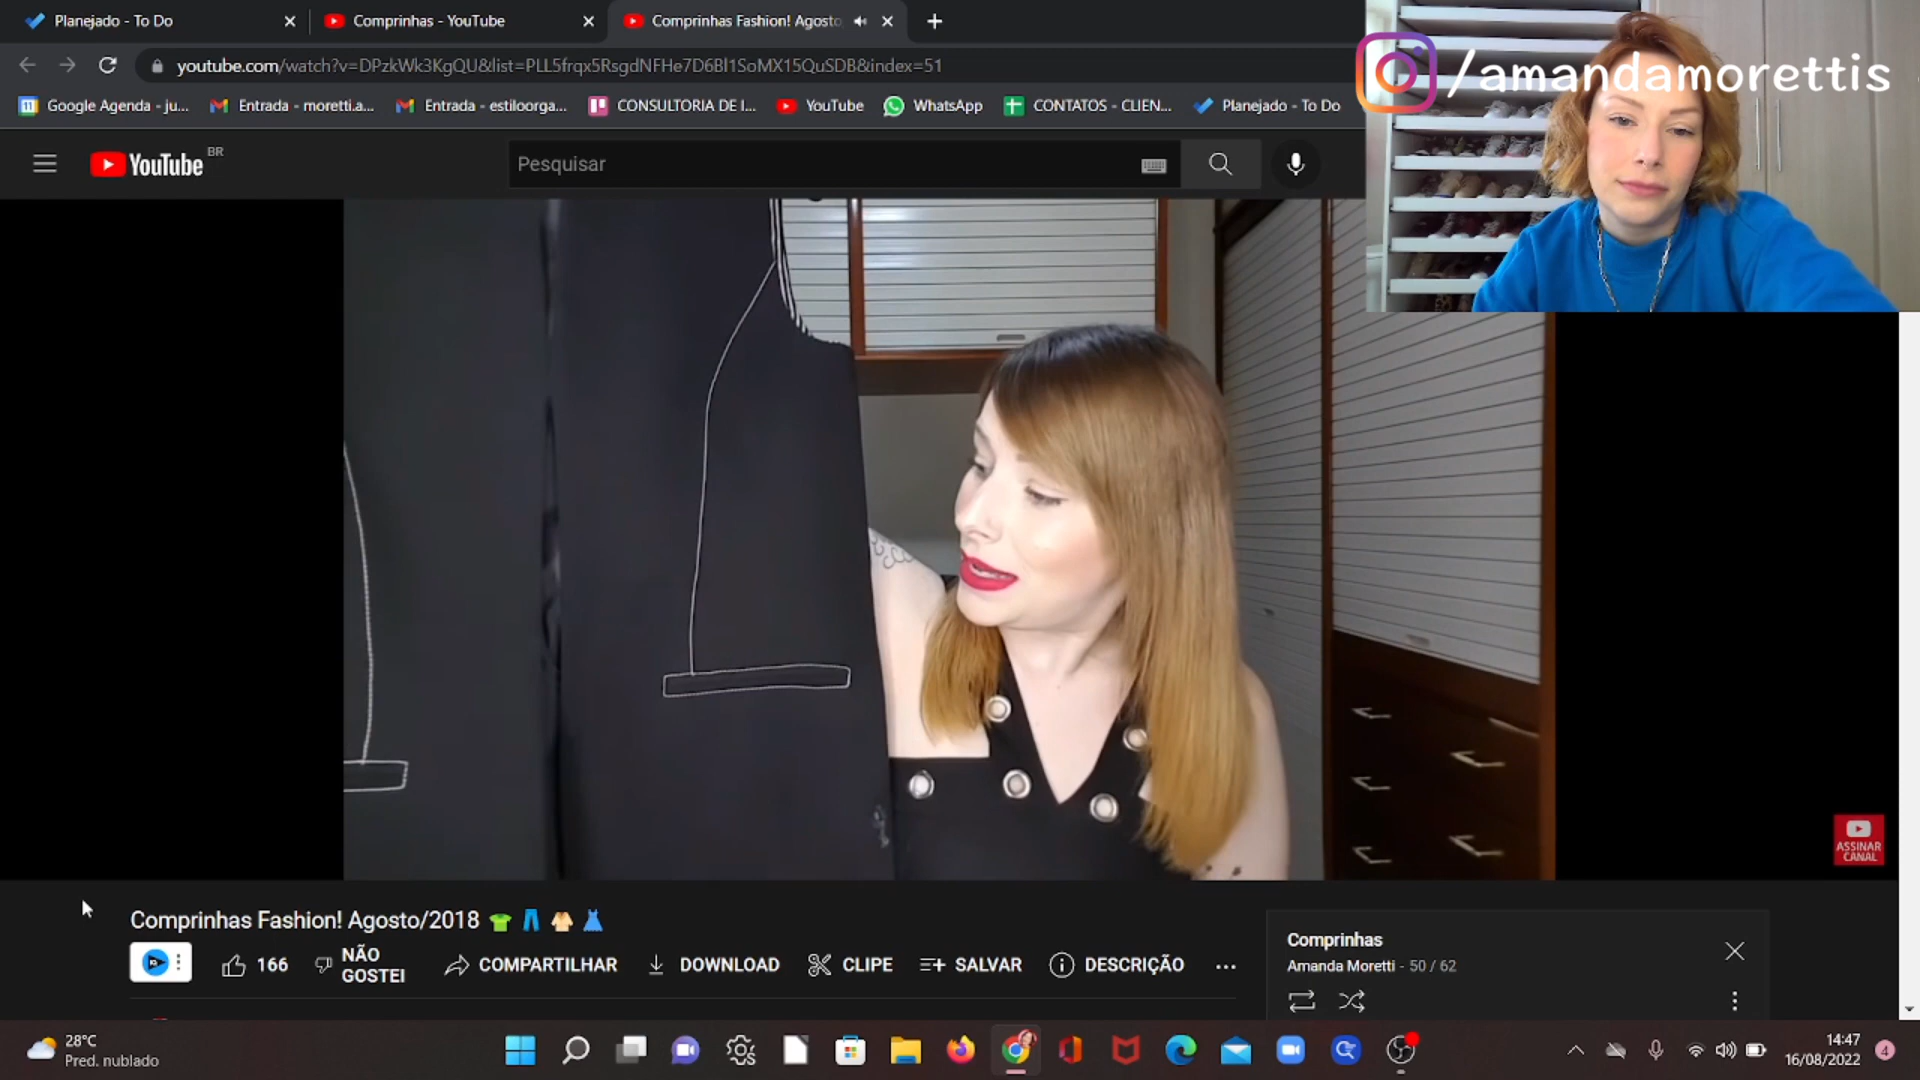 Planejado - To Do
Comprinhas - YouTube
Comprinhas Fashion! Agosto
youtube.com/watch?v=DPzkWk3KgQU&list=PLL5frqx5RsgdNFHe7D6Bl1SoMX15QuSDB&index=51
/amandamorettis
Google Agenda - ju...
Entrada - moretti.a...
Entrada - estiloorga...
CONSULTORIA DE I...
YouTube
WhatsApp
CONTATOS - CLIEN...
Planejado - To Do
YouTube BR
Pesquisar
ASSINAR
CANAL
Comprinhas Fashion! Agosto/2018
166
NÃO
GOSTEI
COMPARTILHAR
DOWNLOAD
CLIPE
SALVAR
DESCRIÇÃO
Comprinhas
Amanda Moretti - 50 / 62
28°C
Pred. nublado
14:47
16/08/2022
4